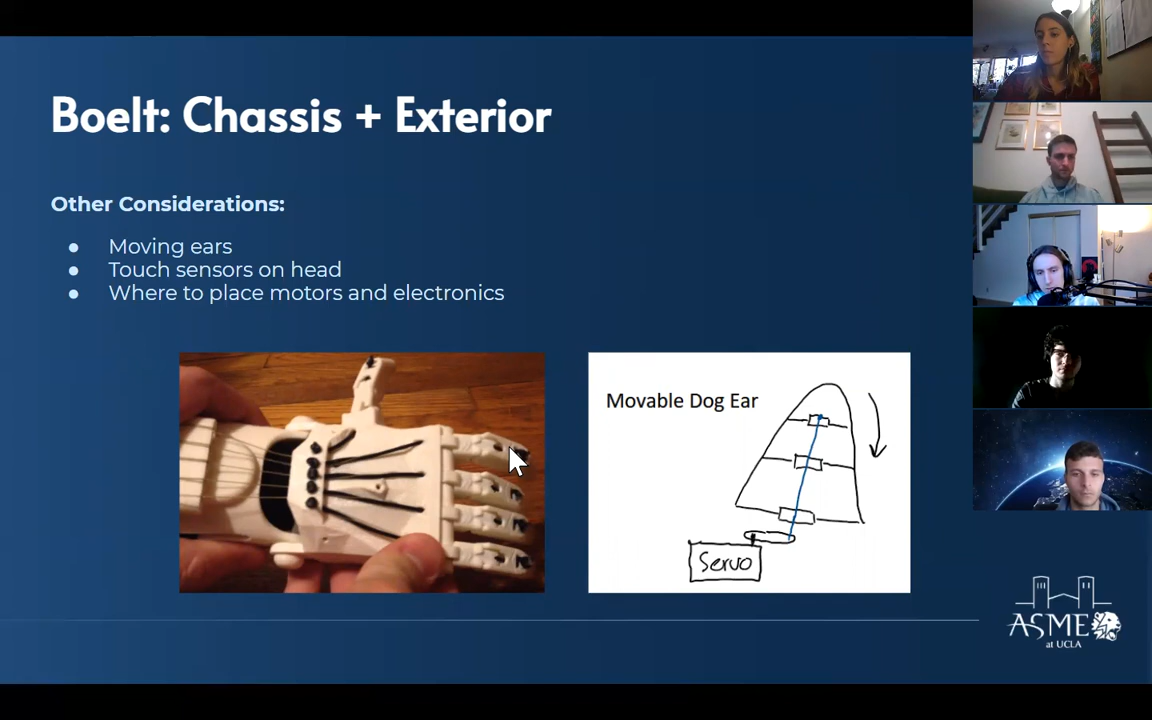 Boelt: Chassis + Exterior
Other Considerations:
● Moving ears
● Touch sensors on head
● Where to place motors and electronics
Movable Dog Ear
Servo
ASME
at UCLA